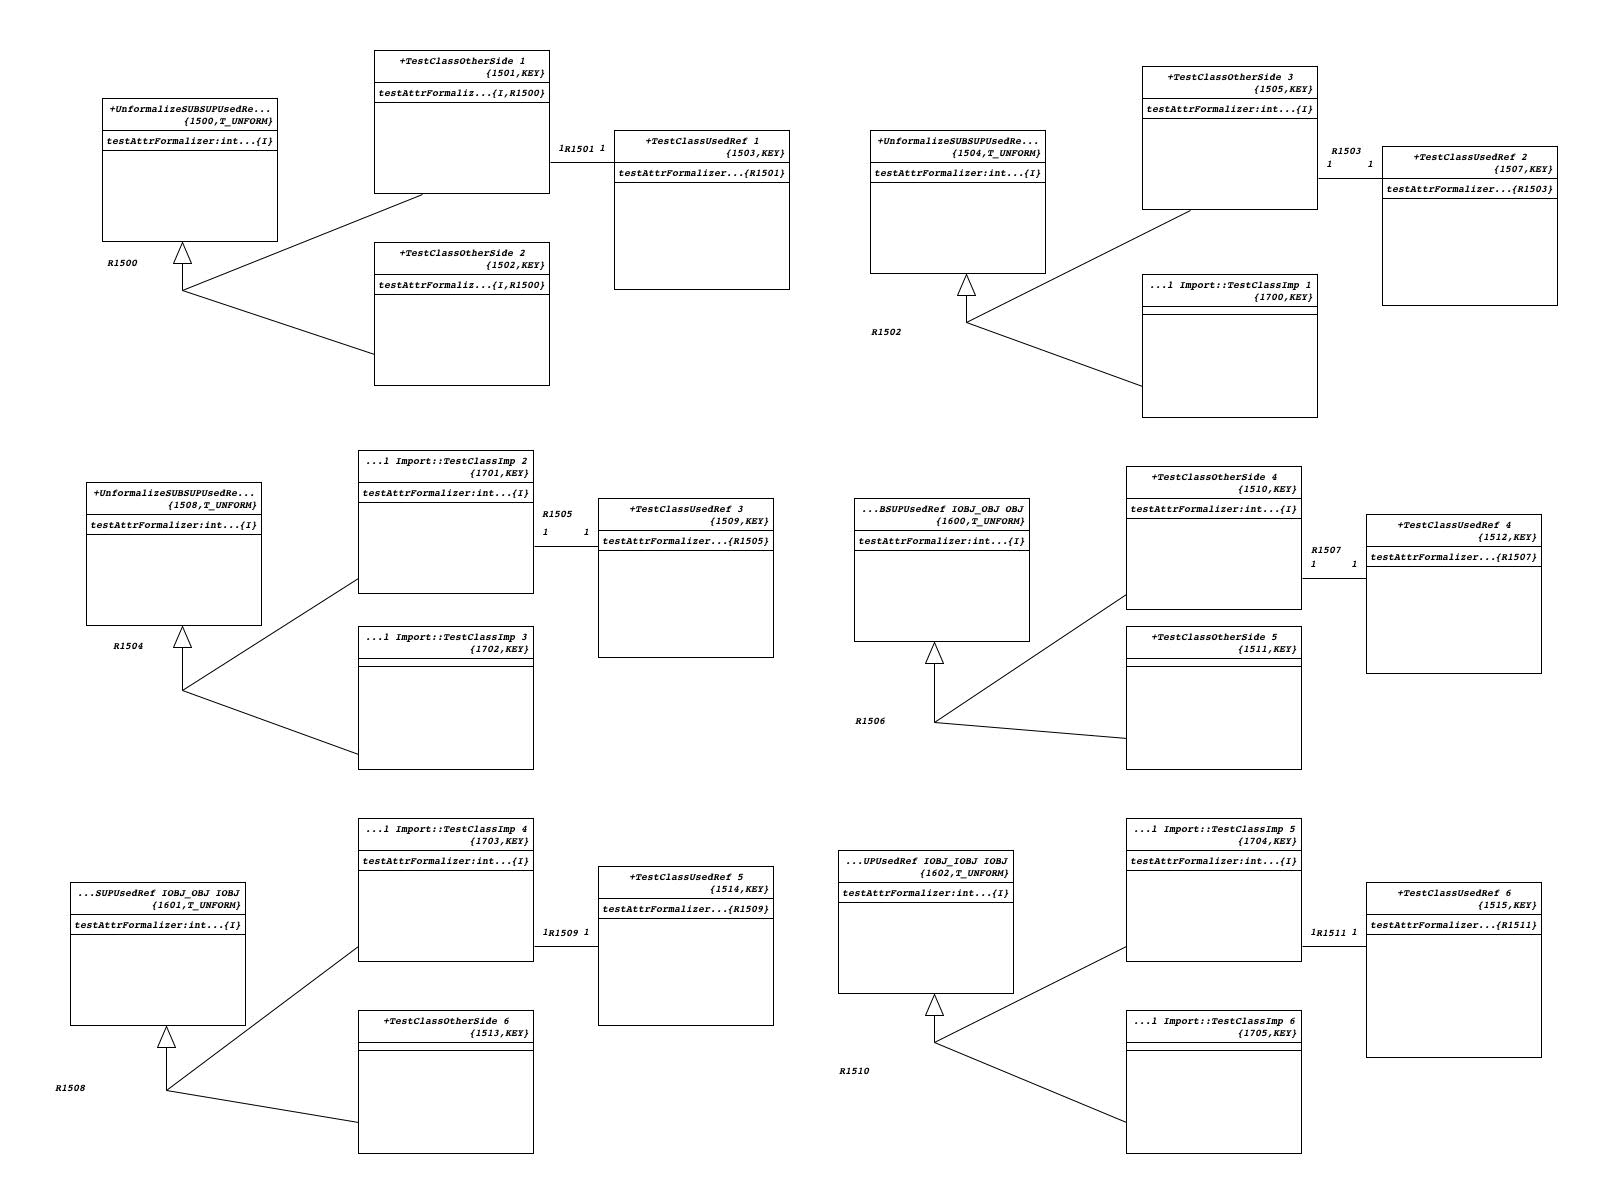 +UnformalizeSUBSUPUsedRe...
{1500,T_UNFORM}
testAttrFormalizer:int...{I}
R1500
+TestClassOtherSide 1
{1501,KEY}
testAttrFormaliz...{I,R1500}
+TestClassOtherSide 2
{1502,KEY}
testAttrFormaliz...{I,R1500}
1R1501 1
+TestClassUsedRef 1
{1503,KEY}
testAttrFormalizer...{R1501}
+UnformalizeSUBSUPUsedRe...
{1504,T_UNFORM}
testAttrFormalizer:int...{I}
R1502
+TestClassOtherSide 3
{1505,KEY}
testAttrFormalizer:int...{I}
...l Import::TestClassImp 1
{1700,KEY}
R1503
1 1
+TestClassUsedRef 2
{1507,KEY}
testAttrFormalizer...{R1503}
+UnformalizeSUBSUPUsedRe...
{1508,T_UNFORM}
testAttrFormalizer:int...{I}
R1504
...l Import::TestClassImp 2
{1701,KEY}
testAttrFormalizer:int...{I}
...l Import::TestClassImp 3
{1702,KEY}
R1505
1 1
+TestClassUsedRef 3
{1509,KEY}
testAttrFormalizer...{R1505}
...BSUPUsedRef IOBJ_OBJ OBJ
{1600,T_UNFORM}
testAttrFormalizer:int...{I}
R1506
+TestClassOtherSide 4
{1510,KEY}
testAttrFormalizer:int...{I}
+TestClassOtherSide 5
{1511,KEY}
R1507
1 1
+TestClassUsedRef 4
{1512,KEY}
testAttrFormalizer...{R1507}
...SUPUsedRef IOBJ_OBJ IOBJ
{1601,T_UNFORM}
testAttrFormalizer:int...{I}
R1508
...l Import::TestClassImp 4
{1703,KEY}
testAttrFormalizer:int...{I}
+TestClassOtherSide 6
{1513,KEY}
1R1509 1
+TestClassUsedRef 5
{1514,KEY}
testAttrFormalizer...{R1509}
...UPUsedRef IOBJ_IOBJ IOBJ
{1602,T_UNFORM}
testAttrFormalizer:int...{I}
R1510
...l Import::TestClassImp 5
{1704,KEY}
testAttrFormalizer:int...{I}
...l Import::TestClassImp 6
{1705,KEY}
1R1511 1
+TestClassUsedRef 6
{1515,KEY}
testAttrFormalizer...{R1511}